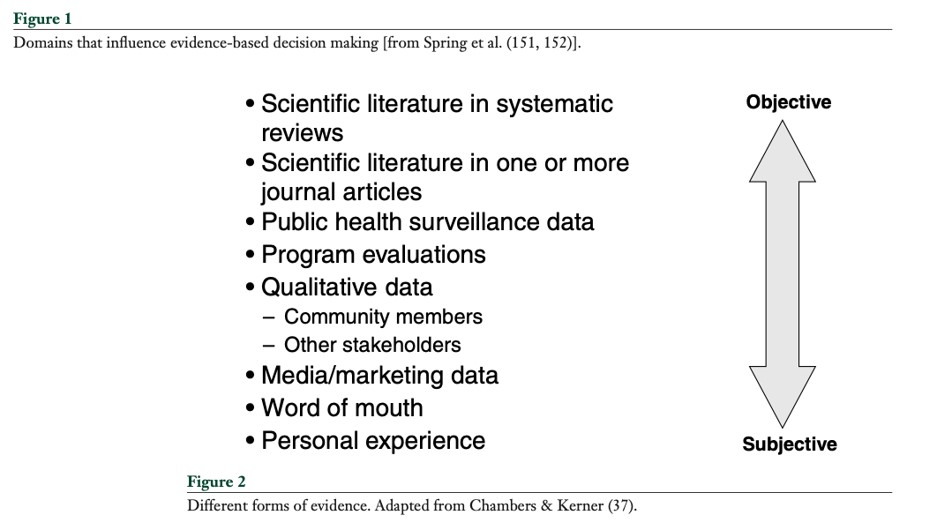 Figure 1
Domains that influence evidence-based decision making [from Spring et al. (151, 152)].
• Scientific literature in systematic
reviews
• Scientific literature in one or more
journal articles
• Public health surveillance data
• Program evaluations
• Qualitative data
– Community members
– Other stakeholders
• Media/marketing data
• Word of mouth
• Personal experience
Objective
Subjective
Figure 2
Different forms of evidence. Adapted from Chambers & Kerner (37).